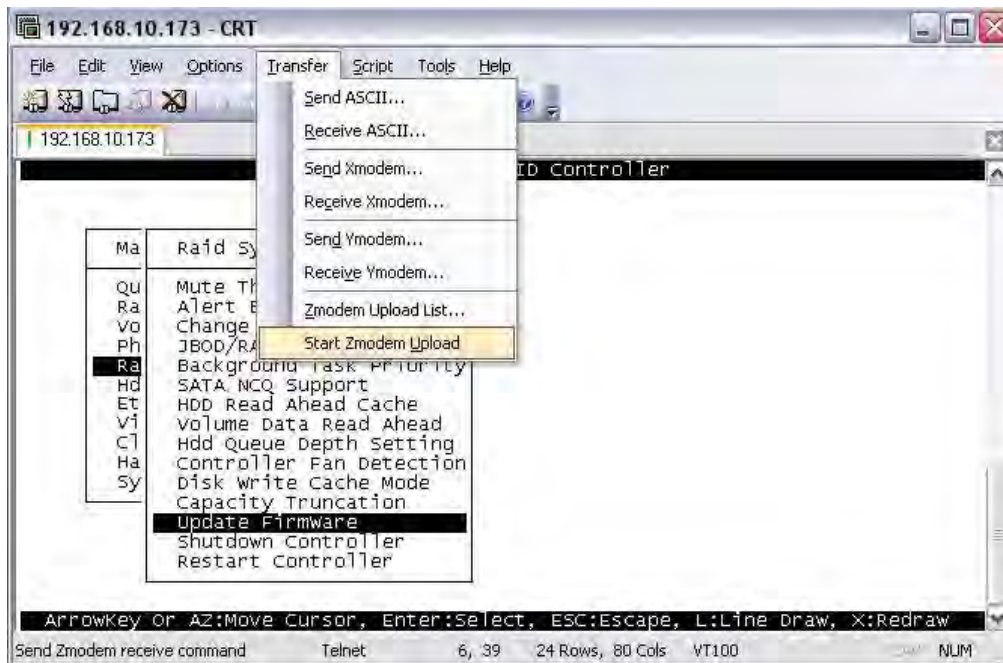 192.168.10.173 - CRT
File Edit View Options Transfer Script Tools Help
Send ASCII...
Receive ASCII...
192.168.10.173
Send Xmodem...
ID Controller
Receive Xmodem...
Send Ymodem...
Receive Ymodem...
Zmodem Upload List...
Start Zmodem Upload
Ma
Qu
Ra
Vo
Ph
Ra
Hd
Et
Vi
Cl
Ha
Sy
Raid Sy
Mute Th
Alert B
Change
JBOD/RA
Background Task Priority
SATA NCQ Support
HDD Read Ahead Cache
Volume Data Read Ahead
Hdd Queue Depth Setting
Controller Fan Detection
Disk Write Cache Mode
Capacity Truncation
Update FirmWare
Shutdown Controller
Restart Controller
ArrowKey Or AZ:Move Cursor, Enter:Select, ESC:Escape, L:Line Draw, X:Redraw
Send Zmodem receive command Telnet 6, 39 24 Rows, 80 Cols VT100 NUM